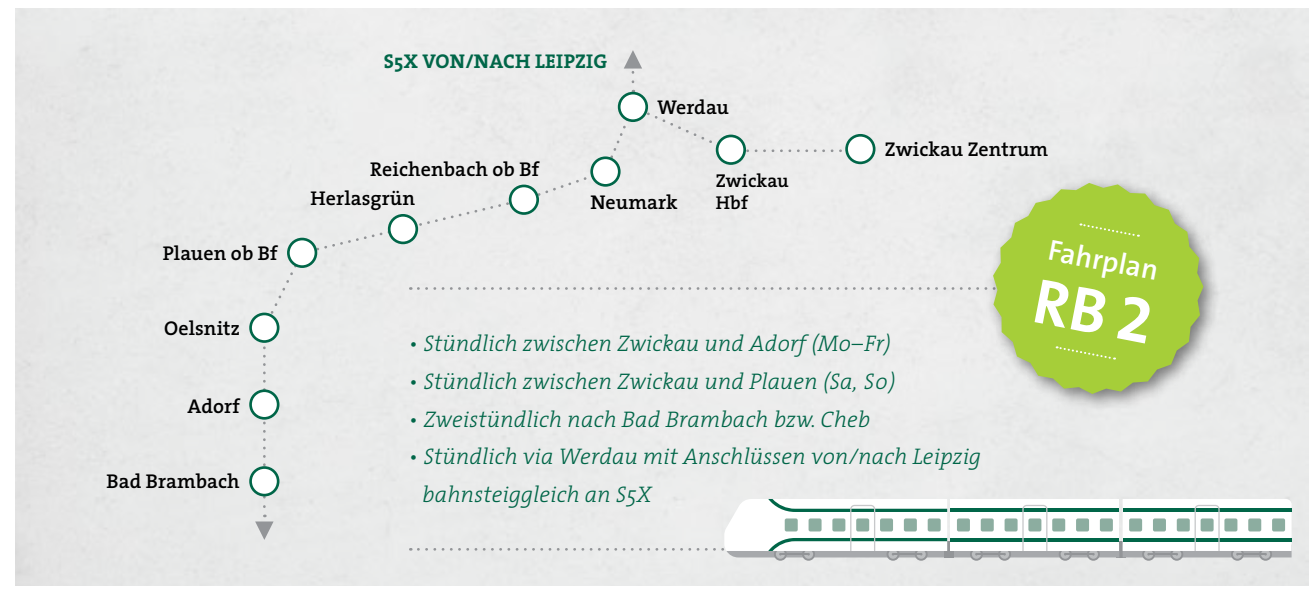 S5X VON/NACH LEIPZIG
Werdau
Zwickau Zentrum
Zwickau
Hbf
Reichenbach ob Bf
Neumark
Herlasgrün
Plauen ob Bf
Oelsnitz
Adorf
Bad Brambach
Fahrplan
RB 2
• Stündlich zwischen Zwickau und Adorf (Mo–Fr)
• Stündlich zwischen Zwickau und Plauen (Sa, So)
• Zweistündlich nach Bad Brambach bzw. Cheb
• Stündlich via Werdau mit Anschlüssen von/nach Leipzig
bahnsteiggleich an S5X